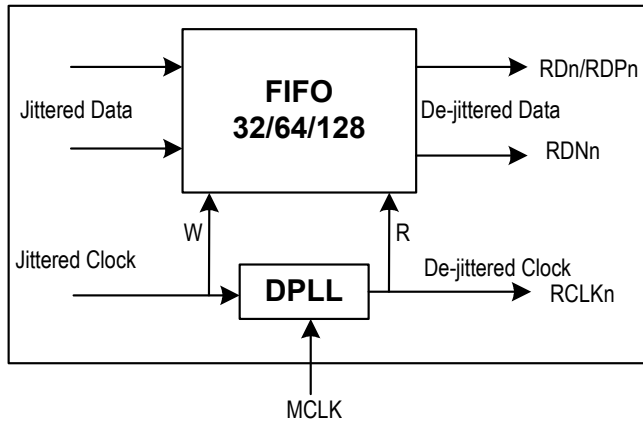 RDn/RDPn
FIFO
32/64/128
Jittered Data
De-jittered Data
RDNn
W
R
Jittered Clock
De-jittered Clock
DPLL
RCLKn
MCLK